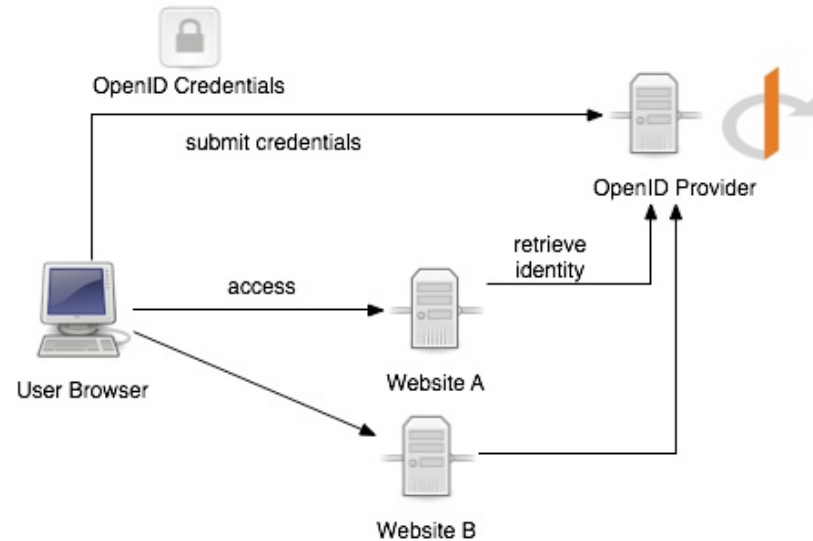 OpenID Credentials
submit credentials
OpenID Provider
retrieve
identity
access
User Browser
Website A
Website B